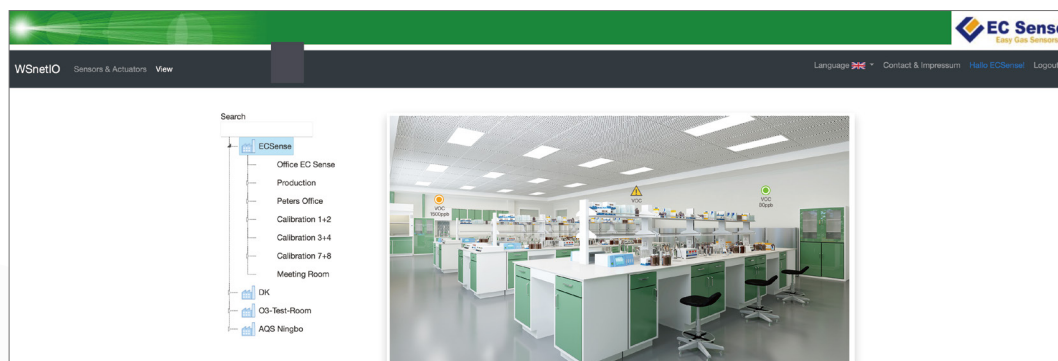 EC Sense
Easy Gas Sensors
WSnetIO Sensors & Actuators View Language Contact & Impressum Hallo ECSense! Logout
Search
ECSense
Office EC Sense
Production
Peters Office
Calibration 1+2
Calibration 3+4
Calibration 7+8
Meeting Room
DK
O3-Test-Room
AQS Ningbo
VOC
1500ppb
VOC
VOC
80ppb